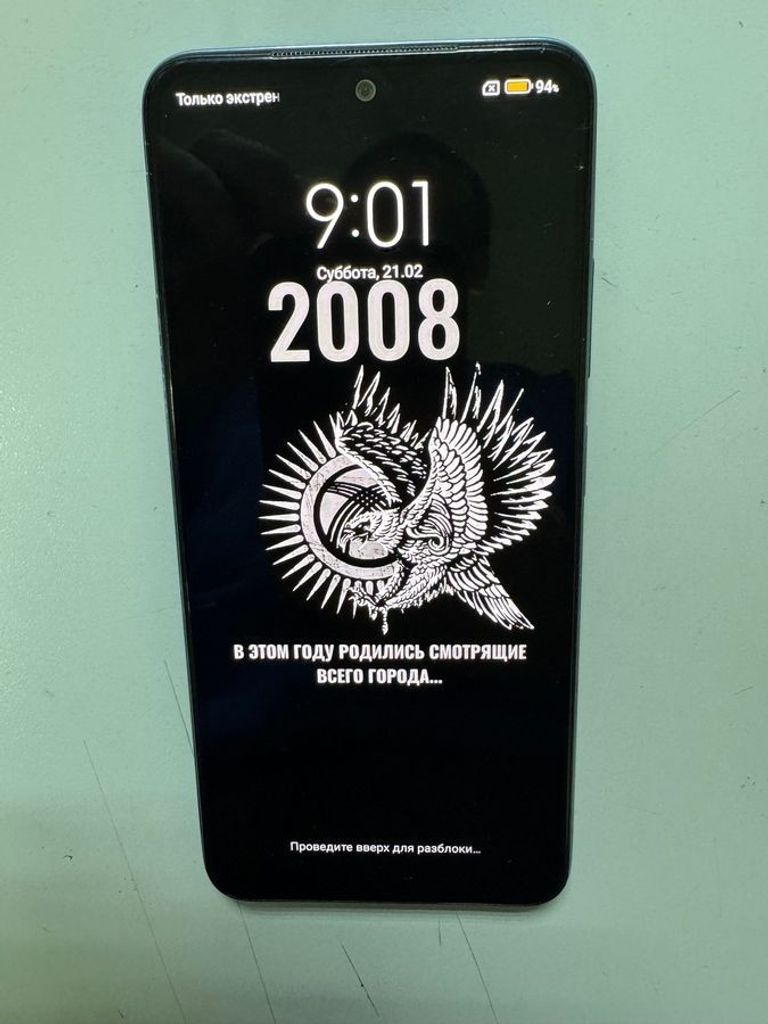 Только экстрен
94%
9:01
Суббота, 21.02
2008
В ЭТОМ ГОДУ РОДИЛИСЬ СМОТРЯЩИЕ
ВСЕГО ГОРОДА...
Проведите вверх для разблоки...